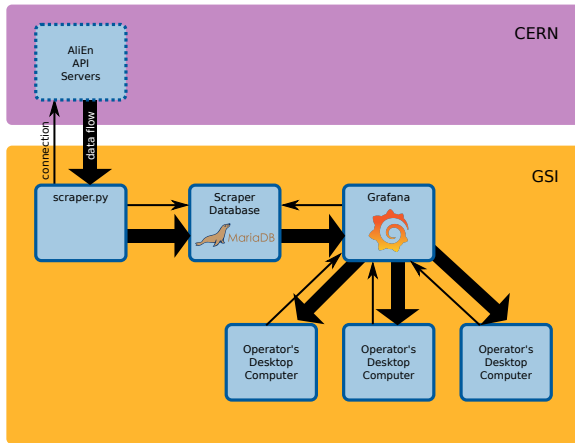 CERN
AliEn
API
Servers
connection
data flow
GSI
scraper.py
Scraper
Database
MariaDB
Grafana
Operator's
Desktop
Computer
Operator's
Desktop
Computer
Operator's
Desktop
Computer